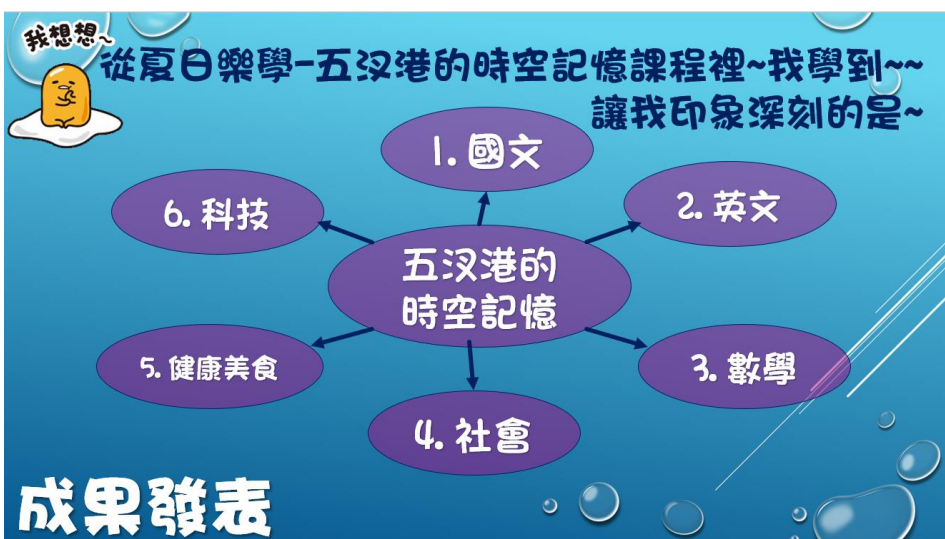 我想想~
從夏日樂學-五汊港的時空記憶課程裡~我學到~~
讓我印象深刻的是~
1. 國文
2. 英文
6. 科技
五汊港的
時空記憶
5. 健康美食
3. 數學
4. 社會
成果發表